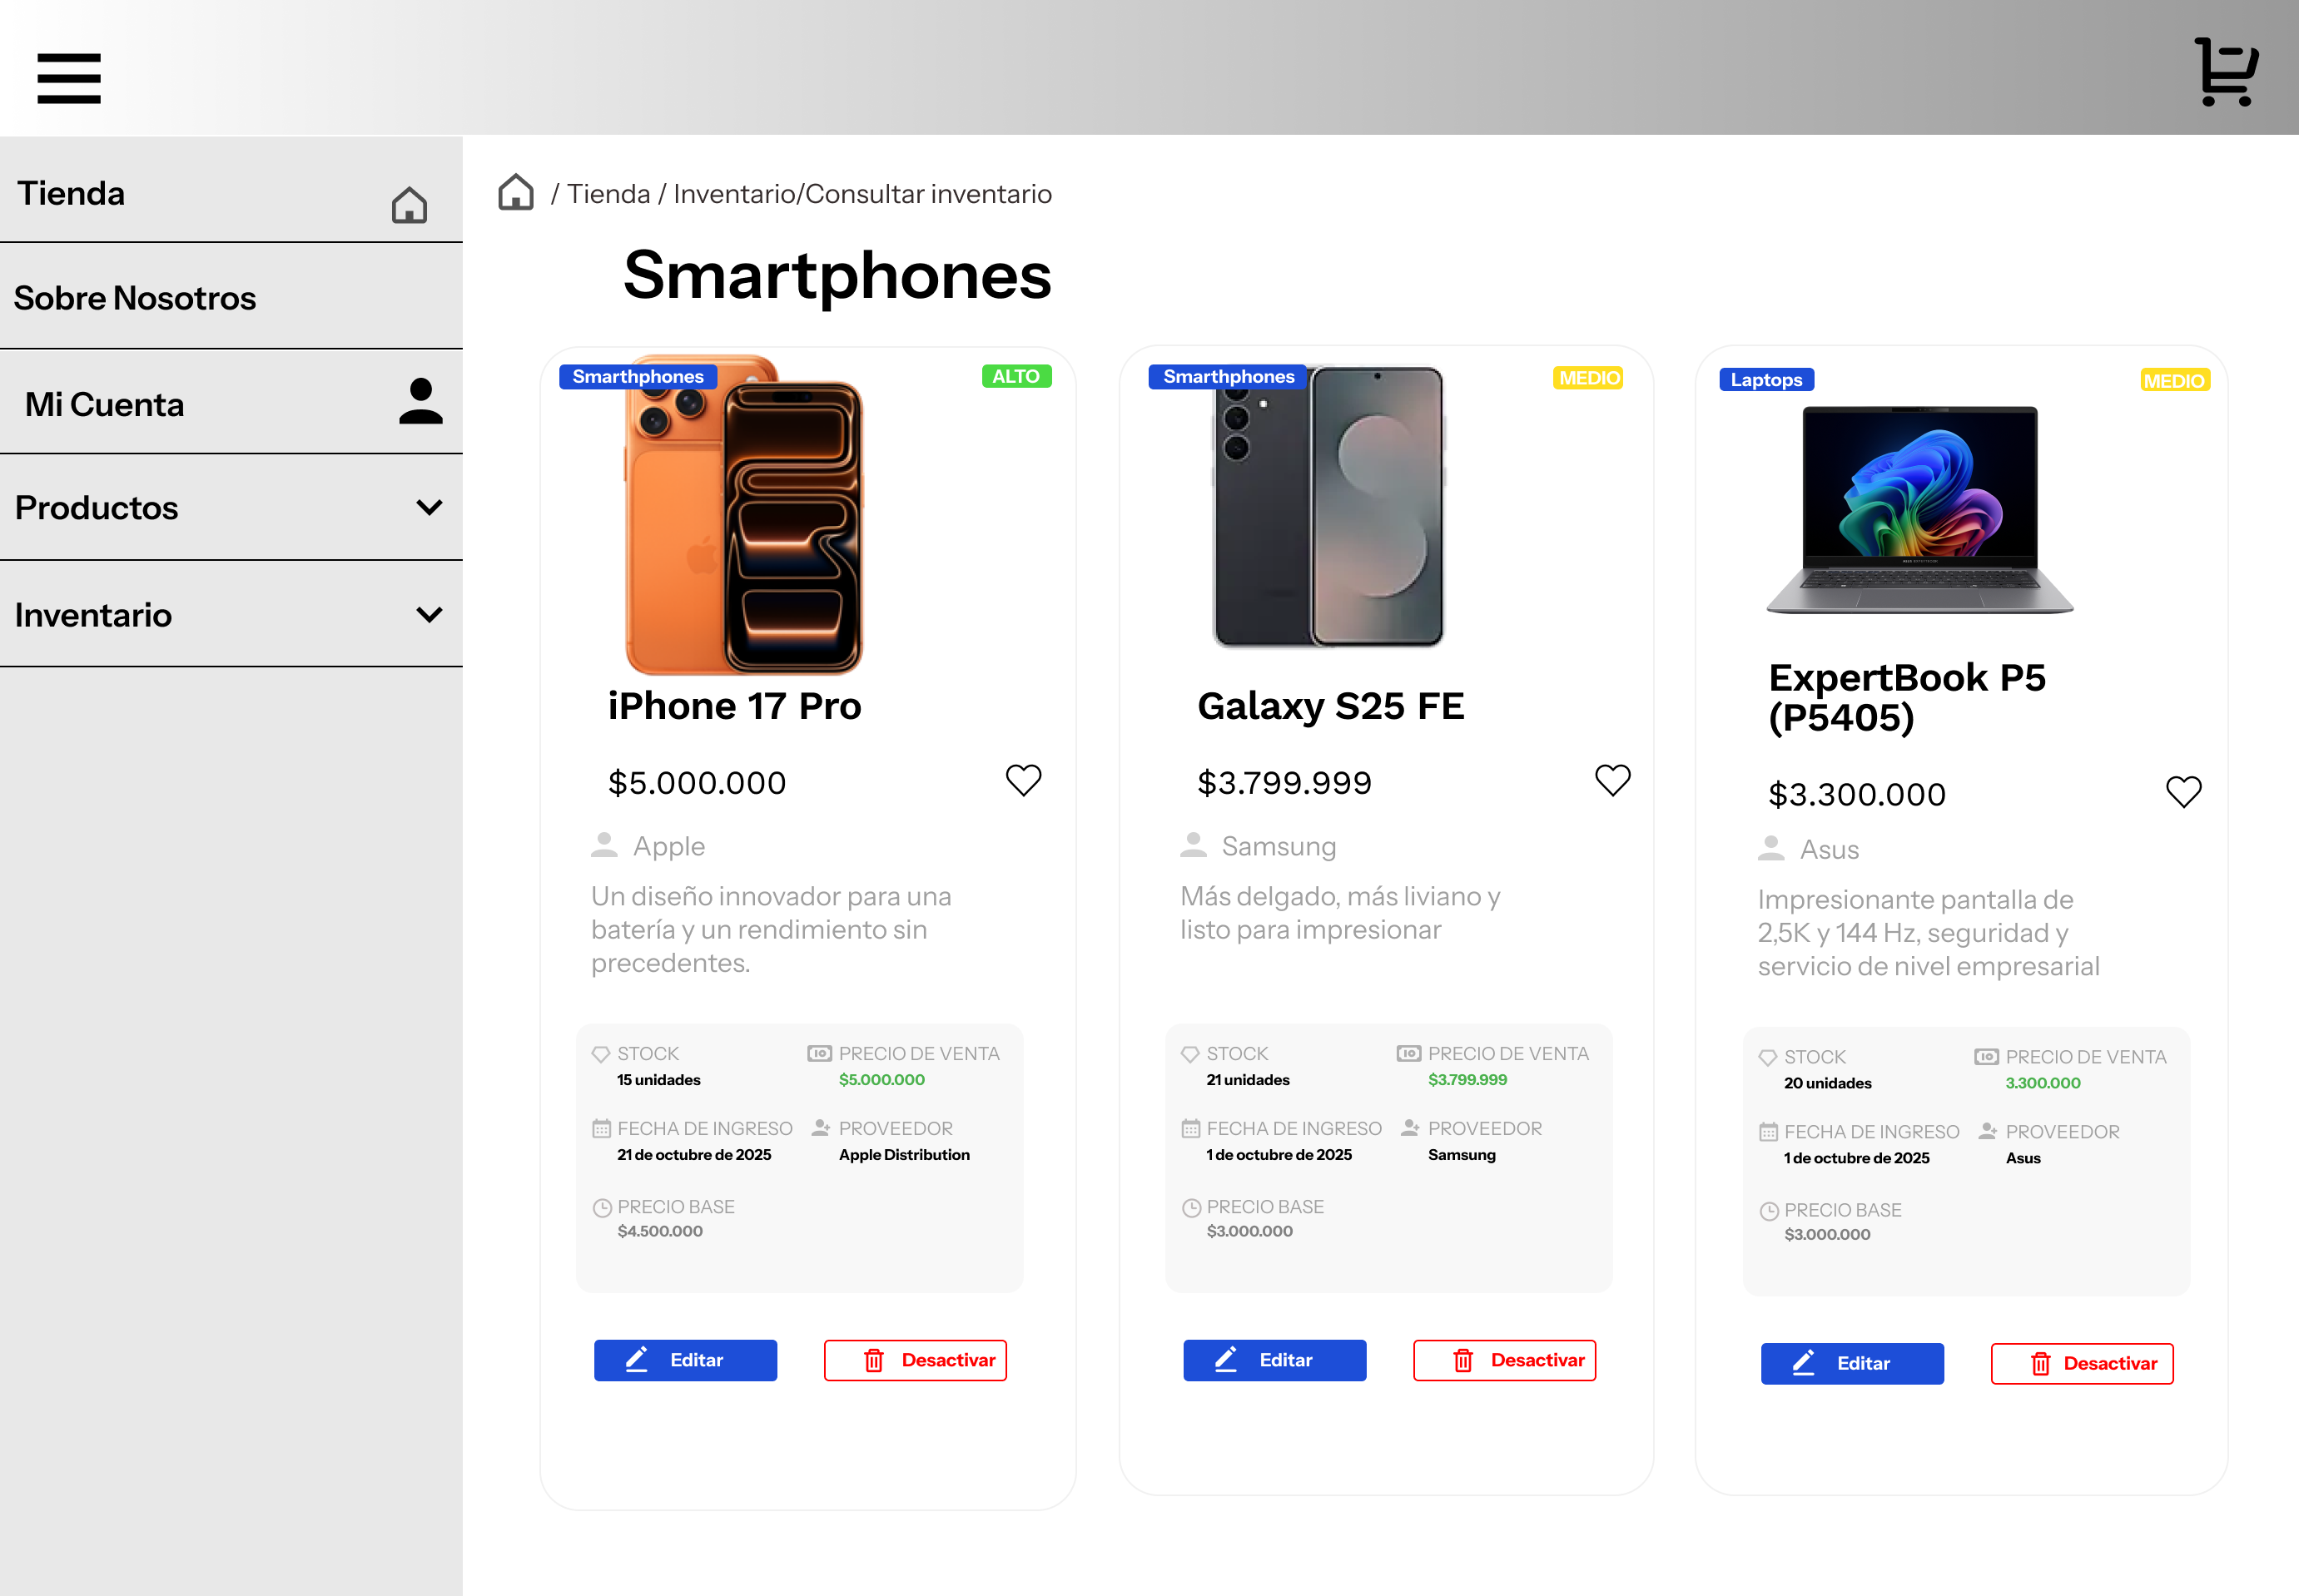 Tienda
Sobre Nosotros
Mi Cuenta
Productos
Inventario
/ Tienda / Inventario/Consultar inventario
Smartphones
Smarthphones
ALTO
iPhone 17 Pro
$5.000.000
Apple
Un diseño innovador para una
batería y un rendimiento sin
precedentes.
STOCK
15 unidades
PRECIO DE VENTA
$5.000.000
FECHA DE INGRESO
21 de octubre de 2025
PROVEEDOR
Apple Distribution
PRECIO BASE
$4.500.000
Editar
Desactivar
Smarthphones
MEDIO
Galaxy S25 FE
$3.799.999
Samsung
Más delgado, más liviano y
listo para impresionar
STOCK
21 unidades
PRECIO DE VENTA
$3.799.999
FECHA DE INGRESO
1 de octubre de 2025
PROVEEDOR
Samsung
PRECIO BASE
$3.000.000
Editar
Desactivar
Laptops
MEDIO
ExpertBook P5
(P5405)
$3.300.000
Asus
Impresionante pantalla de
2,5K y 144 Hz, seguridad y
servicio de nivel empresarial
STOCK
20 unidades
PRECIO DE VENTA
3.300.000
FECHA DE INGRESO
1 de octubre de 2025
PROVEEDOR
Asus
PRECIO BASE
$3.000.000
Editar
Desactivar